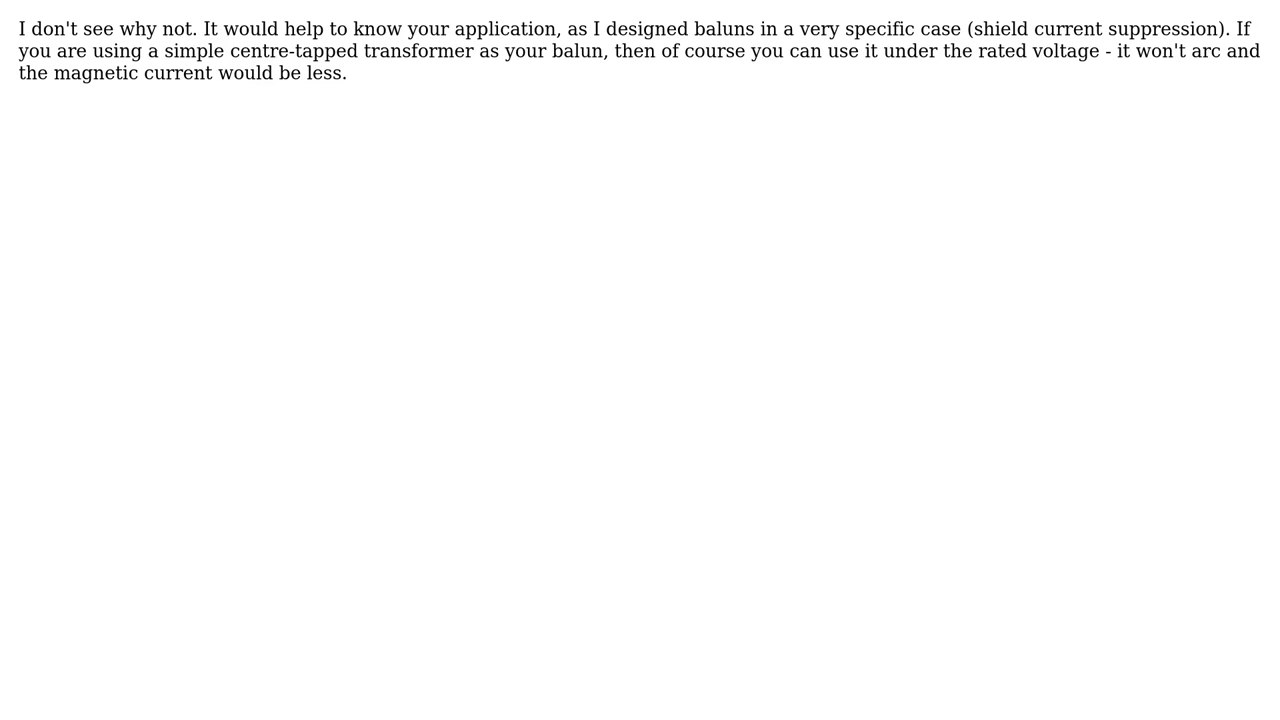 I don't see why not. It would help to know your application, as I designed baluns in a very specific case (shield current suppression). If
you are using a simple centre-tapped transformer as your balun, then of course you can use it under the rated voltage - it won't arc and
the magnetic current would be less.